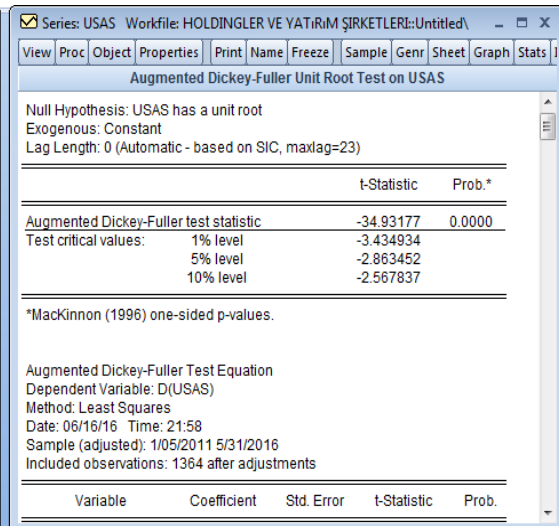 Series: USAS Workfile: HOLDINGLER VE YATıRıM ŞIRKETLERI::Untitled\
View Proc Object Properties Print Name Freeze Sample Genr Sheet Graph Stats
Augmented Dickey-Fuller Unit Root Test on USAS
Null Hypothesis: USAS has a unit root
Exogenous: Constant
Lag Length: 0 (Automatic - based on SIC, maxlag=23)
t-Statistic Prob.*
Augmented Dickey-Fuller test statistic -34.93177 0.0000
Test critical values: 1% level -3.434934
5% level -2.863452
10% level -2.567837
*MacKinnon (1996) one-sided p-values.
Augmented Dickey-Fuller Test Equation
Dependent Variable: D(USAS)
Method: Least Squares
Date: 06/16/16 Time: 21:58
Sample (adjusted): 1/05/2011 5/31/2016
Included observations: 1364 after adjustments
Variable Coefficient Std. Error t-Statistic Prob.